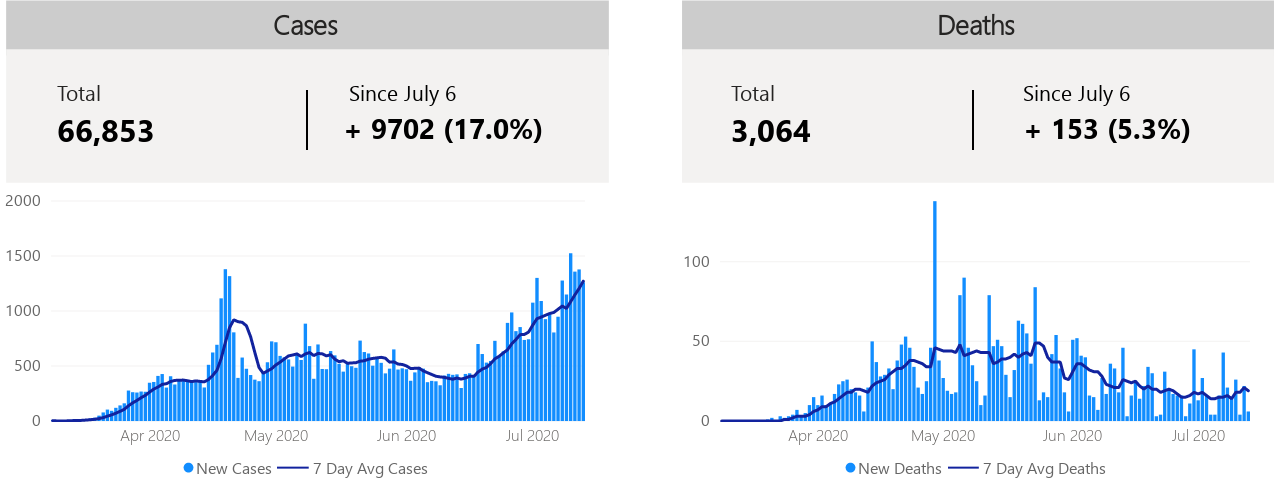 Cases
Total
Since July 6
66,853
+ 9702 (17.0%)
2000
1500
1000
500
0
Apr 2020
May 2020
Jun 2020
Jul 2020
New Cases
7 Day Avg Cases
Deaths
Total
Since July 6
3,064
+ 153 (5.3%)
100
50
0
Apr 2020
May 2020
Jun 2020
Jul 2020
New Deaths
7 Day Avg Deaths